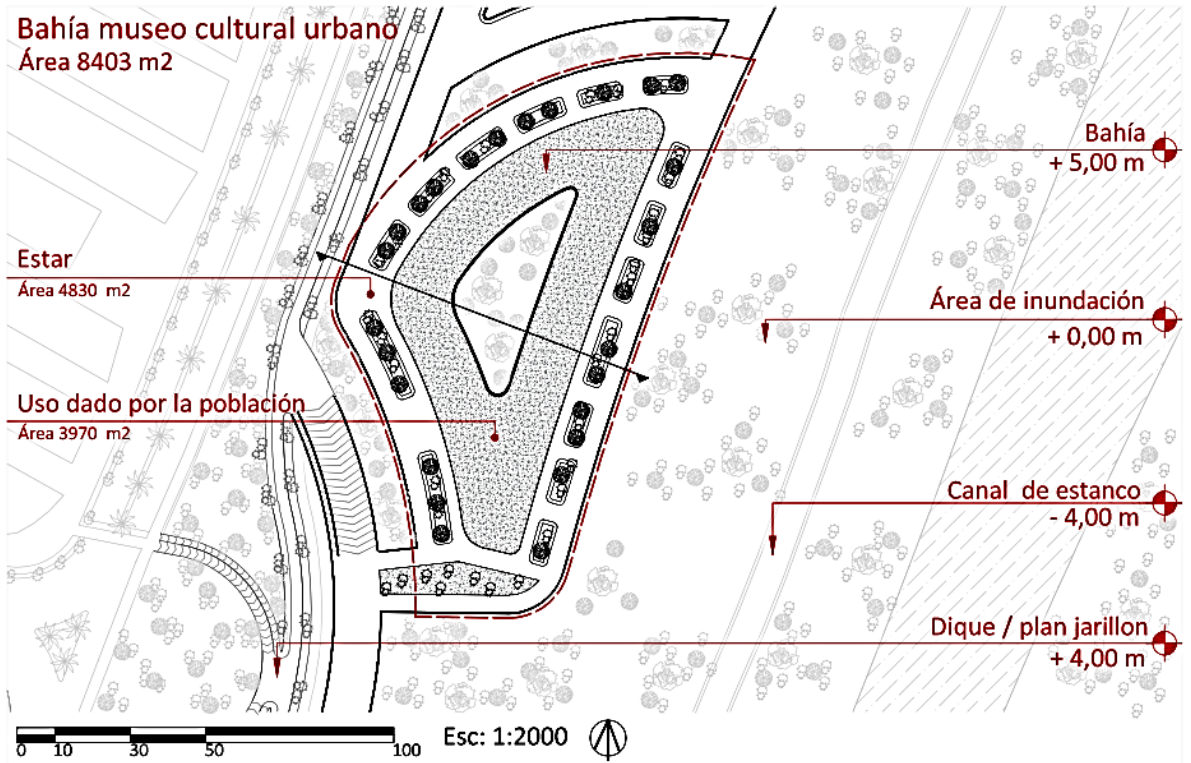 Bahía museo cultural urbano
Área 8403 m2
Bahía
+ 5,00 m
Estar
Área 4830 m2
Área de inundación
+ 0,00 m
Uso dado por la población
Área 3970 m2
Canal de estanco
- 4,00 m
Dique / plan jarillon
+ 4,00 m
0 10 30 50 100
Esc: 1:2000